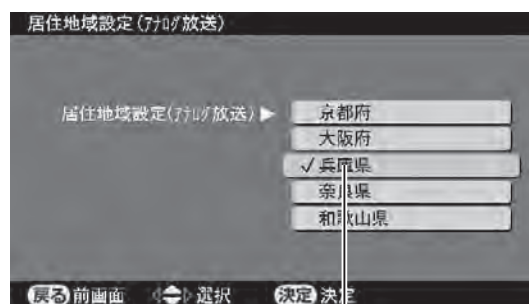 居住地域設定(アナログ放送)
居住地域設定(アナログ放送)▶
京都府
大阪府
✓兵庫県
奈良県
和歌山県
戻る 前画面 選択 決定 決定